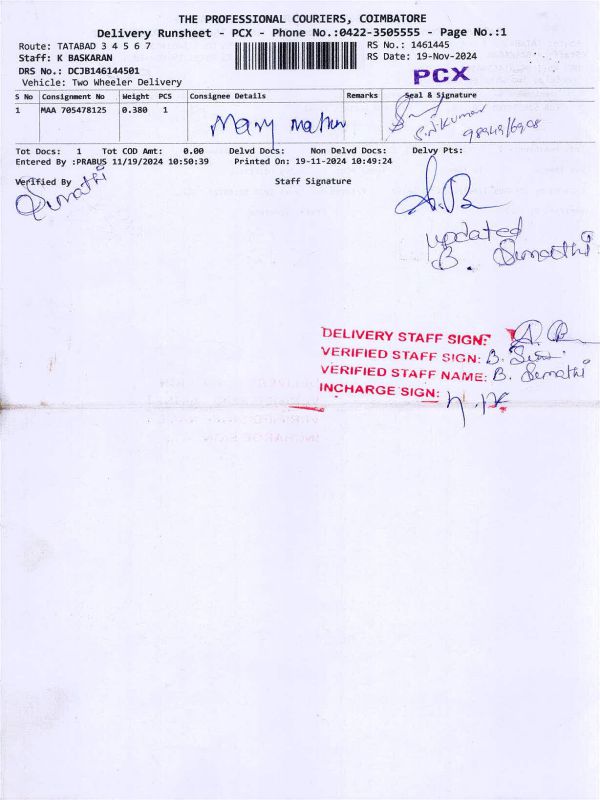 THE PROFESSIONAL COURIERS, COIMBATORE
Delivery Runsheet - PCX - Phone No.:0422-3505555 - Page No.:1
Route: TATABAD 3 4 5 6 7
RS No.: 1461445
Staff: K BASKARAN
RS Date: 19-Nov-2024
DRS No.: DCJB146144501
PCX
Vehicle: Two Wheeler Delivery
S No Consignment No Weight PCS Consignee Details Remarks Seal & Signature
1 MAA 705478125 0.380 1
Mary
Tot Docs: 1 Tot COD Amt: 0.00 Delvd Docs: Non Delvd Docs: Delvy Pts:
Entered By :PRABUS 11/19/2024 10:50:39 Printed On: 19-11-2024 10:49:24
Verified By Staff Signature
Sumathi
updated
B. Sumathi
DELIVERY STAFF SIGN:
VERIFIED STAFF SIGN: B.
VERIFIED STAFF NAME: B. Sumathi
INCHARGE SIGN: